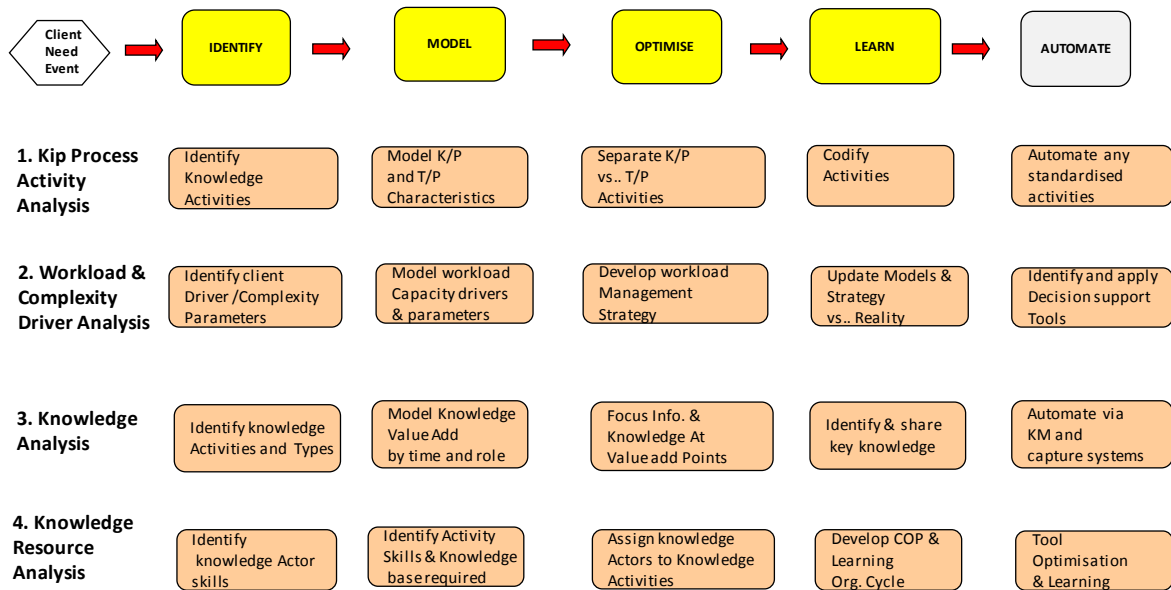 Client
Need
Event
IDENTIFY
MODEL
OPTIMISE
LEARN
AUTOMATE
1. Kip Process
Activity
Analysis
Identify
Knowledge
Activities
Model K/P
and T/P
Characteristics
Separate K/P
vs.. T/P
Activities
Codify
Activities
Automate any
standardised
activities
2. Workload &
Complexity
Driver Analysis
Identify client
Driver /Complexity
Parameters
Model workload
Capacity drivers
& parameters
Develop workload
Management
Strategy
Update Models &
Strategy
vs.. Reality
Identify and apply
Decision support
Tools
3. Knowledge
Analysis
Identify knowledge
Activities and Types
Model Knowledge
Value Add
by time and role
Focus Info. &
Knowledge At
Value add Points
Identify & share
key knowledge
Automate via
KM and
capture systems
4. Knowledge
Resource
Analysis
Identify
knowledge Actor
skills
Identify Activity
Skills & Knowledge
base required
Assign knowledge
Actors to Knowledge
Activities
Develop COP &
Learning
Org. Cycle
Tool
Optimisation
& Learning